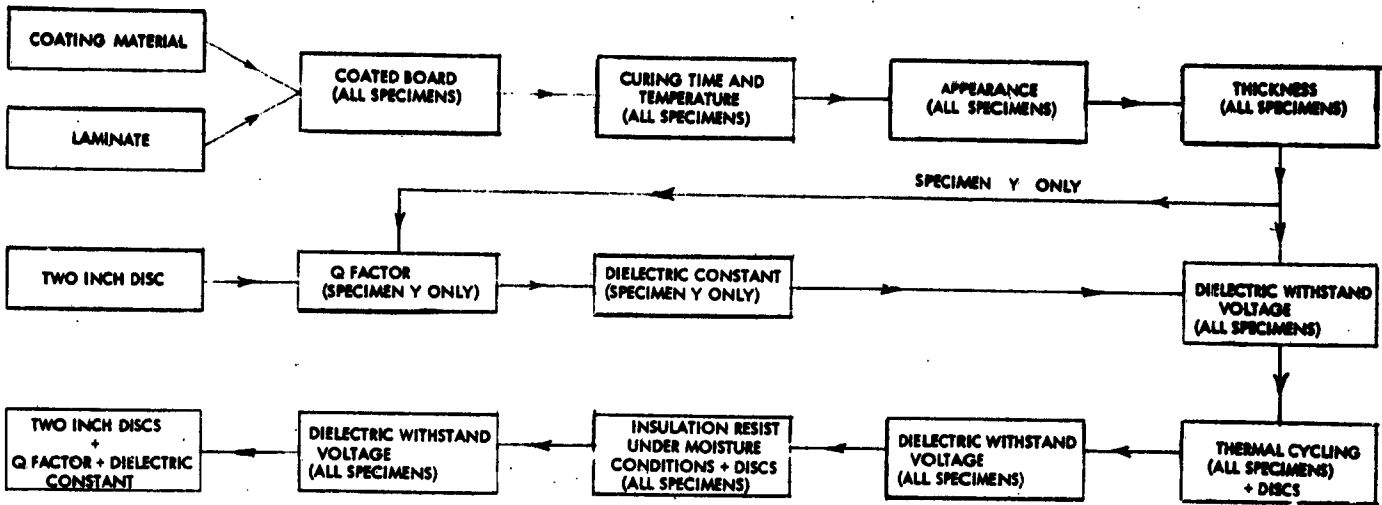 COATING MATERIAL
LAMINATE
COATED BOARD
(ALL SPECIMENS)
CURING TIME AND
TEMPERATURE
(ALL SPECIMENS)
APPEARANCE
(ALL SPECIMENS)
THICKNESS
(ALL SPECIMENS)
SPECIMEN Y ONLY
TWO INCH DISC
Q FACTOR
(SPECIMEN Y ONLY)
DIELECTRIC CONSTANT
(SPECIMEN Y ONLY)
DIELECTRIC WITHSTAND
VOLTAGE
(ALL SPECIMENS)
TWO INCH DISCS
+
Q FACTOR + DIELECTRIC
CONSTANT
DIELECTRIC WITHSTAND
VOLTAGE
(ALL SPECIMENS)
INSULATION RESIST
UNDER MOISTURE
CONDITIONS + DISCS
(ALL SPECIMENS)
DIELECTRIC WITHSTAND
VOLTAGE
(ALL SPECIMENS)
THERMAL CYCLING
(ALL SPECIMENS)
+ DISCS